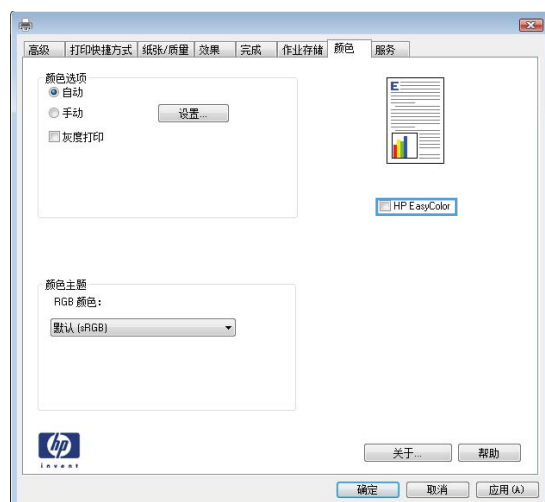 高级 打印快捷方式 纸张/质量 效果 完成 作业存储 颜色 服务
颜色选项
自动
手动 设置...
灰度打印
E
HP EasyColor
颜色主题
RGB 颜色：
默认 (sRGB)
hp
invent
关于... 帮助
确定 取消 应用(A)